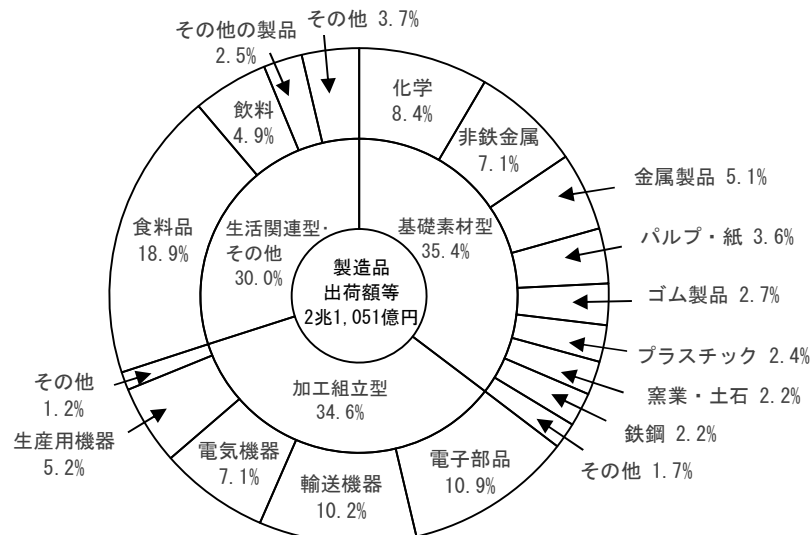 製造品
出荷額等
2兆1,051億円
基礎素材型
35.4%
加工組立型
34.6%
生活関連型・
その他
30.0%
化学
8.4%
非鉄金属
7.1%
金属製品 5.1%
パルプ・紙 3.6%
ゴム製品 2.7%
プラスチック 2.4%
窯業・土石 2.2%
鉄鋼 2.2%
その他 1.7%
電子部品
10.9%
輸送機器
10.2%
電気機器
7.1%
生産用機器
5.2%
その他
1.2%
食料品
18.9%
飲料
4.9%
その他の製品
2.5%
その他 3.7%